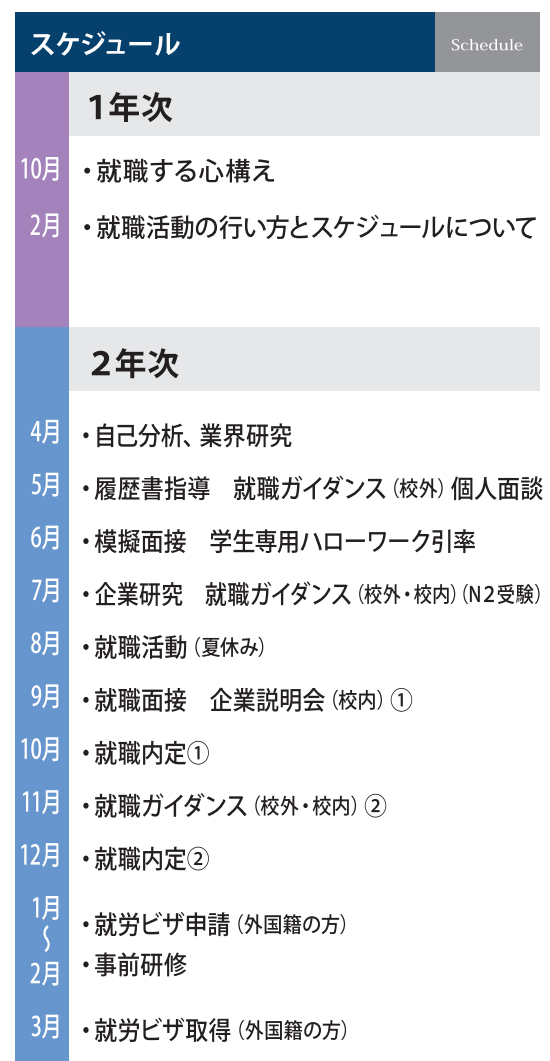 スケジュール Schedule
1年次
10月 ・就職する心構え
2月 ・就職活動の行い方とスケジュールについて
2年次
4月 ・自己分析、業界研究
5月 ・履歴書指導　就職ガイダンス（校外）個人面談
6月 ・模擬面接　学生専用ハローワーク引率
7月 ・企業研究　就職ガイダンス（校外・校内）（N2受験）
8月 ・就職活動（夏休み）
9月 ・就職面接　企業説明会（校内）①
10月 ・就職内定①
11月 ・就職ガイダンス（校外・校内）②
12月 ・就職内定②
1月
〜
2月
・就労ビザ申請（外国籍の方）
・事前研修
3月 ・就労ビザ取得（外国籍の方）